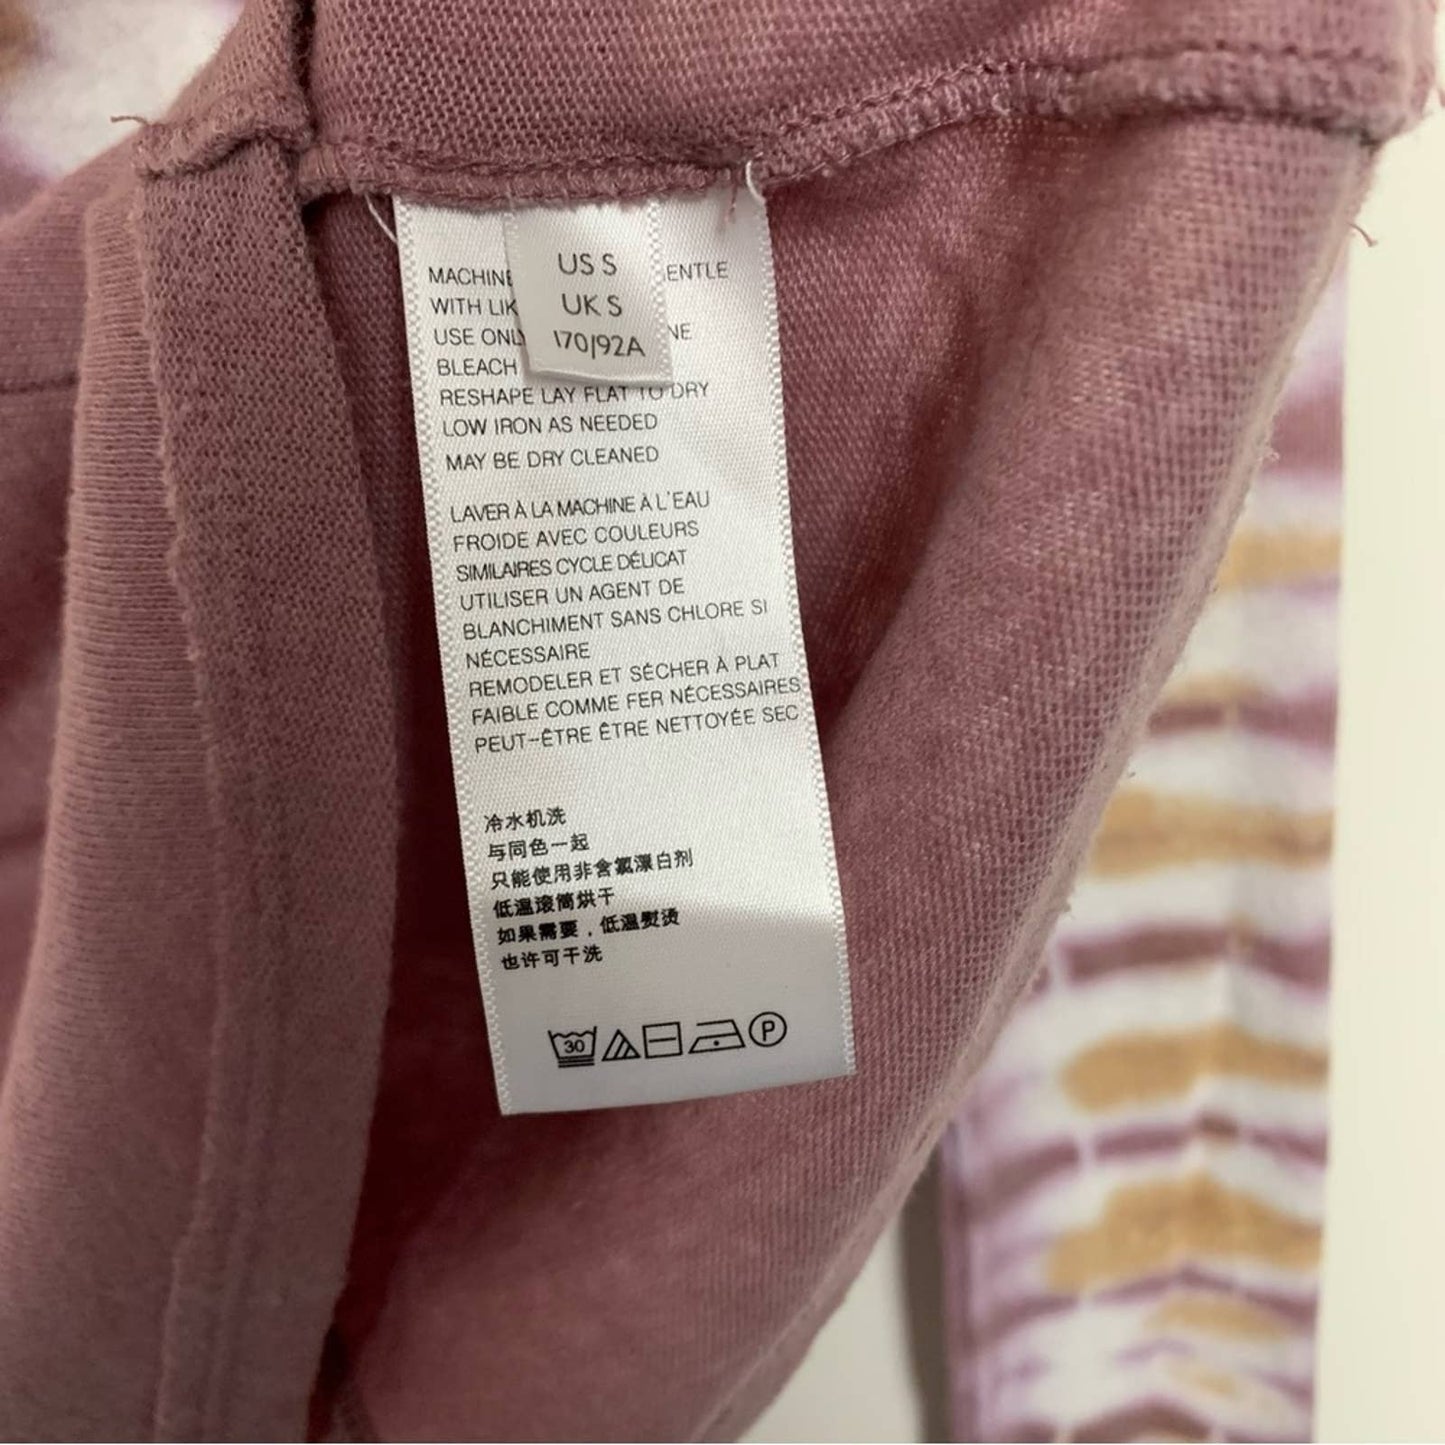 US S
UK S
170/92A
MACHINE ENTLE
WITH
USE ONLY
BLEACH
RESHAPE LAY FLAT TO DRY
LOW IRON AS NEEDED
MAY BE DRY CLEANED
LAVER À LA MACHINE À L'EAU
FROIDE AVEC COULEURS
SIMILAIRES CYCLE DÉLICAT
UTILISER UN AGENT DE
BLANCHIMENT SANS CHLORE SI
NÉCESSAIRE
REMODELER ET SÉCHER À PLAT
FAIBLE COMME FER NÉCESSAIRES
PEUT-ÊTRE ÊTRE NETTOYÉE SEC
冷水机洗
与同色一起
只能使用非含氯漂白剂
低温滚筒烘干
如果需要，低温熨烫
也许可干洗
30 P